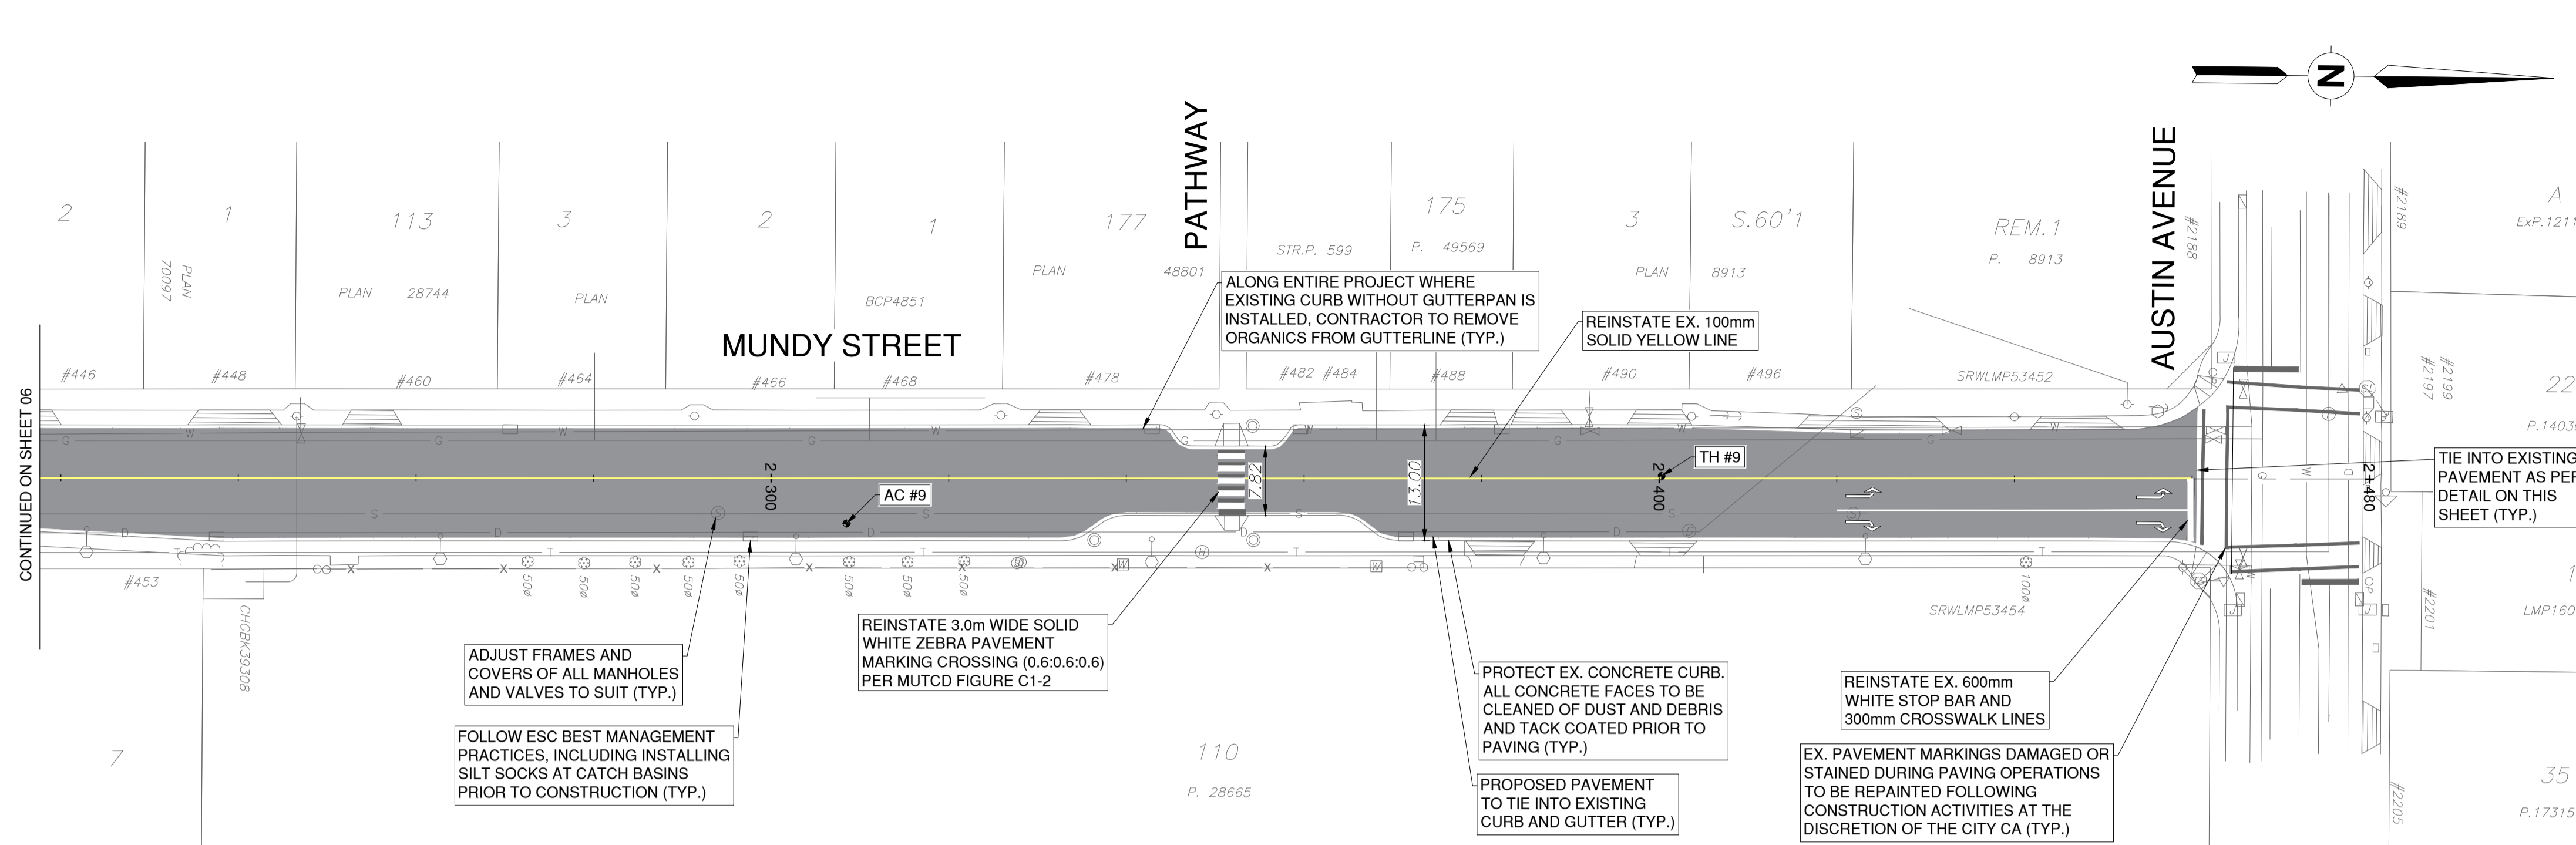 N
PATHWAY
AUSTIN AVENUE
MUNDY STREET
CONTINUED ON SHEET 06
2
1
113
3
2
1
177
175
3
S.60'1
REM.1
A
PLAN
70097
PLAN 28744
PLAN
BCP4851
PLAN 48801
STR.P. 599
P. 49569
PLAN 8913
P. 8913
#2188
#2189
ExP.1211
ALONG ENTIRE PROJECT WHERE
EXISTING CURB WITHOUT GUTTERPAN IS
INSTALLED, CONTRACTOR TO REMOVE
ORGANICS FROM GUTTERLINE (TYP.)
REINSTATE EX. 100mm
SOLID YELLOW LINE
#446
#448
#460
#464
#466
#468
#478
#482 #484
#488
#490
#496
SRWLMP53452
#2197
#2199
22
P.1403
TIE INTO EXISTING
PAVEMENT AS PER
DETAIL ON THIS
SHEET (TYP.)
2+300
AC #9
7.82
13.00
2+400
TH #9
2+480
#453
CHGBK39308
50ø
50ø
50ø
50ø
50ø
50ø
50ø
50ø
100ø
SRWLMP53454
#2201
1
LMP160
ADJUST FRAMES AND
COVERS OF ALL MANHOLES
AND VALVES TO SUIT (TYP.)
FOLLOW ESC BEST MANAGEMENT
PRACTICES, INCLUDING INSTALLING
SILT SOCKS AT CATCH BASINS
PRIOR TO CONSTRUCTION (TYP.)
REINSTATE 3.0m WIDE SOLID
WHITE ZEBRA PAVEMENT
MARKING CROSSING (0.6:0.6:0.6)
PER MUTCD FIGURE C1-2
PROTECT EX. CONCRETE CURB.
ALL CONCRETE FACES TO BE
CLEANED OF DUST AND DEBRIS
AND TACK COATED PRIOR TO
PAVING (TYP.)
PROPOSED PAVEMENT
TO TIE INTO EXISTING
CURB AND GUTTER (TYP.)
REINSTATE EX. 600mm
WHITE STOP BAR AND
300mm CROSSWALK LINES
EX. PAVEMENT MARKINGS DAMAGED OR
STAINED DURING PAVING OPERATIONS
TO BE REPAINTED FOLLOWING
CONSTRUCTION ACTIVITIES AT THE
DISCRETION OF THE CITY CA (TYP.)
7
110
P. 28665
#2205
35
P.17315